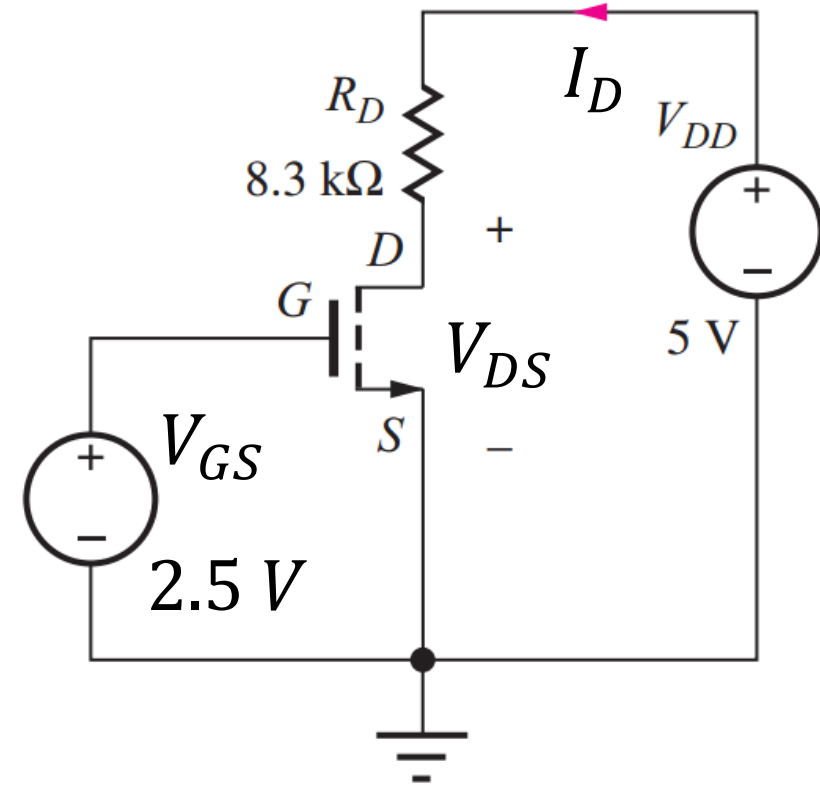 I_D
R_D
V_DD
8.3 kΩ
+
+
D
−
G
V_DS
5 V
S
V_GS
−
+
−
2.5 V